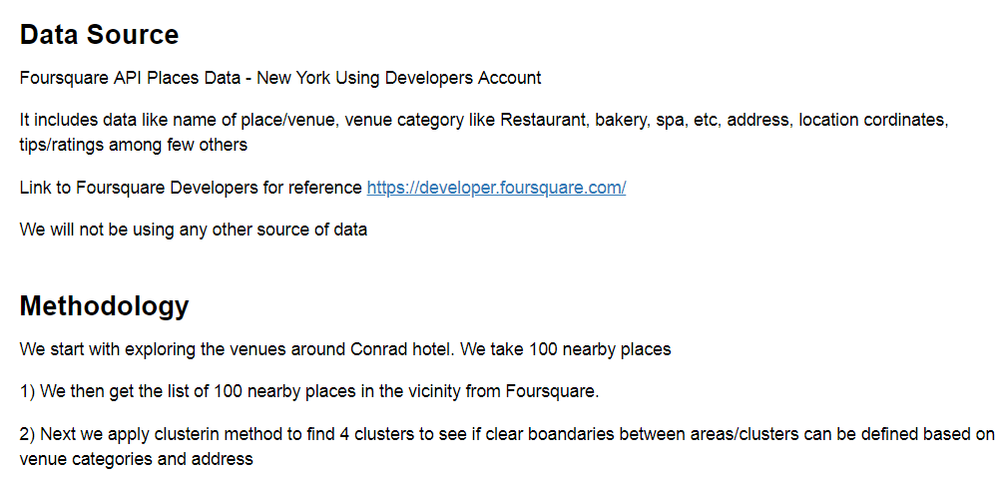 Data Source
Foursquare API Places Data - New York Using Developers Account
It includes data like name of place/venue, venue category like Restaurant, bakery, spa, etc, address, location cordinates,
tips/ratings among few others
Link to Foursquare Developers for reference https://developer.foursquare.com/
We will not be using any other source of data
Methodology
We start with exploring the venues around Conrad hotel. We take 100 nearby places
1) We then get the list of 100 nearby places in the vicinity from Foursquare.
2) Next we apply clusterin method to find 4 clusters to see if clear boandaries between areas/clusters can be defined based on
venue categories and address